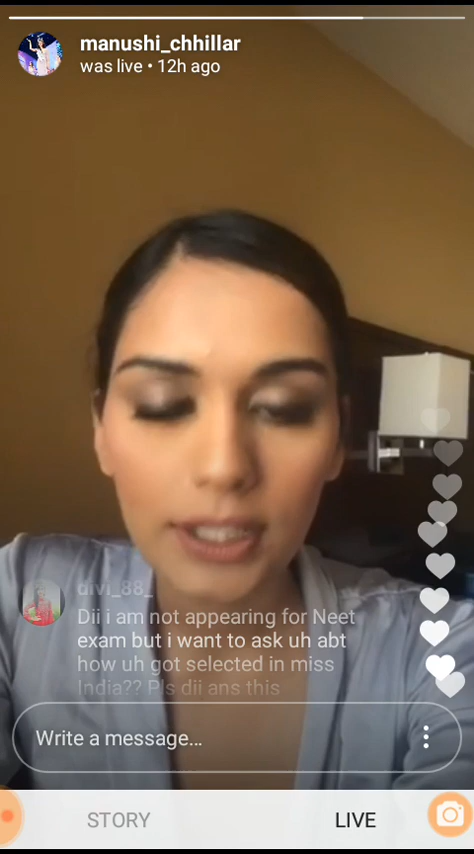 manushi_chhillar
was live • 12h ago
divi_88_
Dii i am not appearing for Neet
exam but i want to ask uh abt
how uh got selected in miss
India?? Pls dii ans this
Write a message...
STORY LIVE